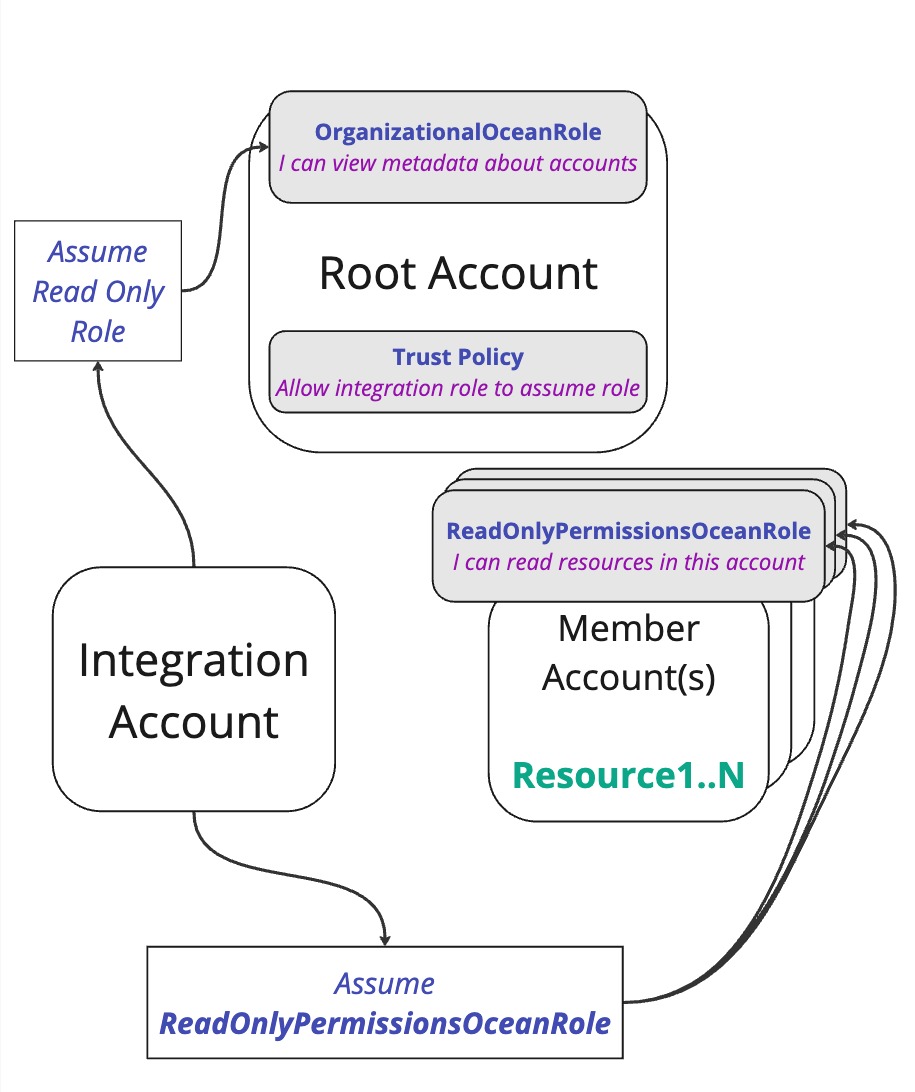 OrganizationalOceanRole
I can view metadata about accounts
Assume
Read Only
Role
Root Account
Trust Policy
Allow integration role to assume role
ReadOnlyPermissionsOceanRole
I can read resources in this account
Member
Account(s)
Resource1..N
Integration
Account
Assume
ReadOnlyPermissionsOceanRole